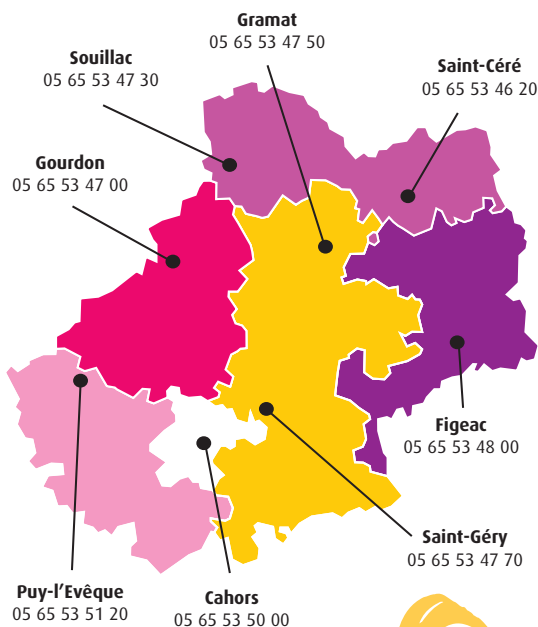 Gramat
05 65 53 47 50
Souillac
05 65 53 47 30
Saint-Céré
05 65 53 46 20
Gourdon
05 65 53 47 00
Figeac
05 65 53 48 00
Saint-Géry
05 65 53 47 70
Puy-l'Evêque
05 65 53 51 20
Cahors
05 65 53 50 00